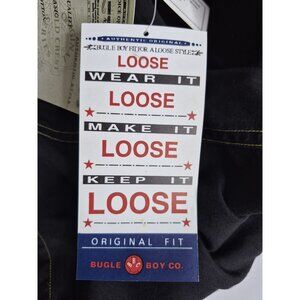 AUTHENTIC ORIGINAL
BUGLE BOY FIT FOR A LOOSE STYLE
LOOSE
WEAR IT
LOOSE
MAKE IT
LOOSE
KEEP IT
LOOSE
ORIGINAL FIT
BUGLE BOY CO.